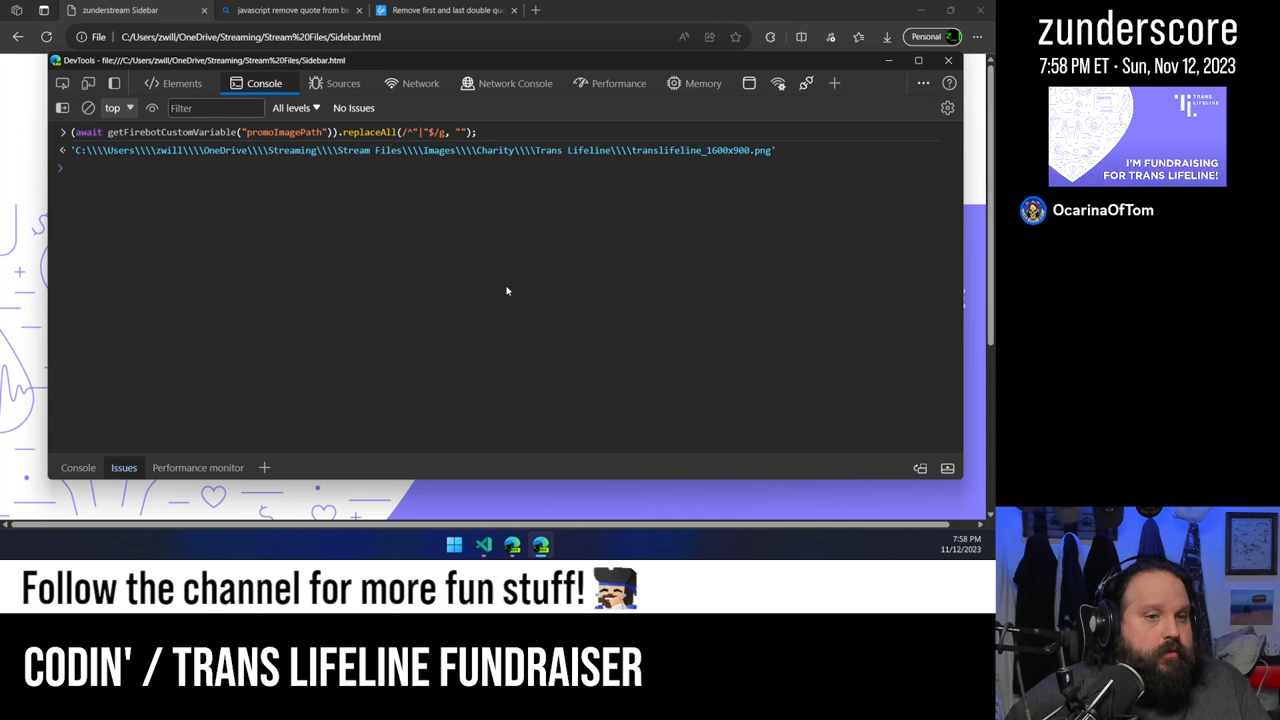 zunderstream Sidebar
javascript remove quote from be
Remove first and last double qu
File
C:/Users/zwill/OneDrive/Streaming/Stream%20Files/Sidebar.html
Personal
DevTools - file:///C:/Users/zwill/OneDrive/Streaming/Stream%20Files/Sidebar.html
Elements
Console
Sources
Network
Network Console
Performance
Memory
top
Filter
All levels
No Issues
(await getFirebotCustomVariable("promoImagePath")).replaceAll(/^"|"$/g, "");
'C:\\\\Users\\\\zwill\\\\OneDrive\\\\Streaming\\\\Stream Files\\\\Images\\\\Charity\\\\Trans Lifeline\\\\translifeline_1600x900.png'
Console
Issues
Performance monitor
7:58 PM
11/12/2023
Follow the channel for more fun stuff!
CODIN' / TRANS LIFELINE FUNDRAISER
zunderscore
7:58 PM ET · Sun, Nov 12, 2023
TRANS
LIFELINE
I'M FUNDRAISING
FOR TRANS LIFELINE!
OcarinaOfTom